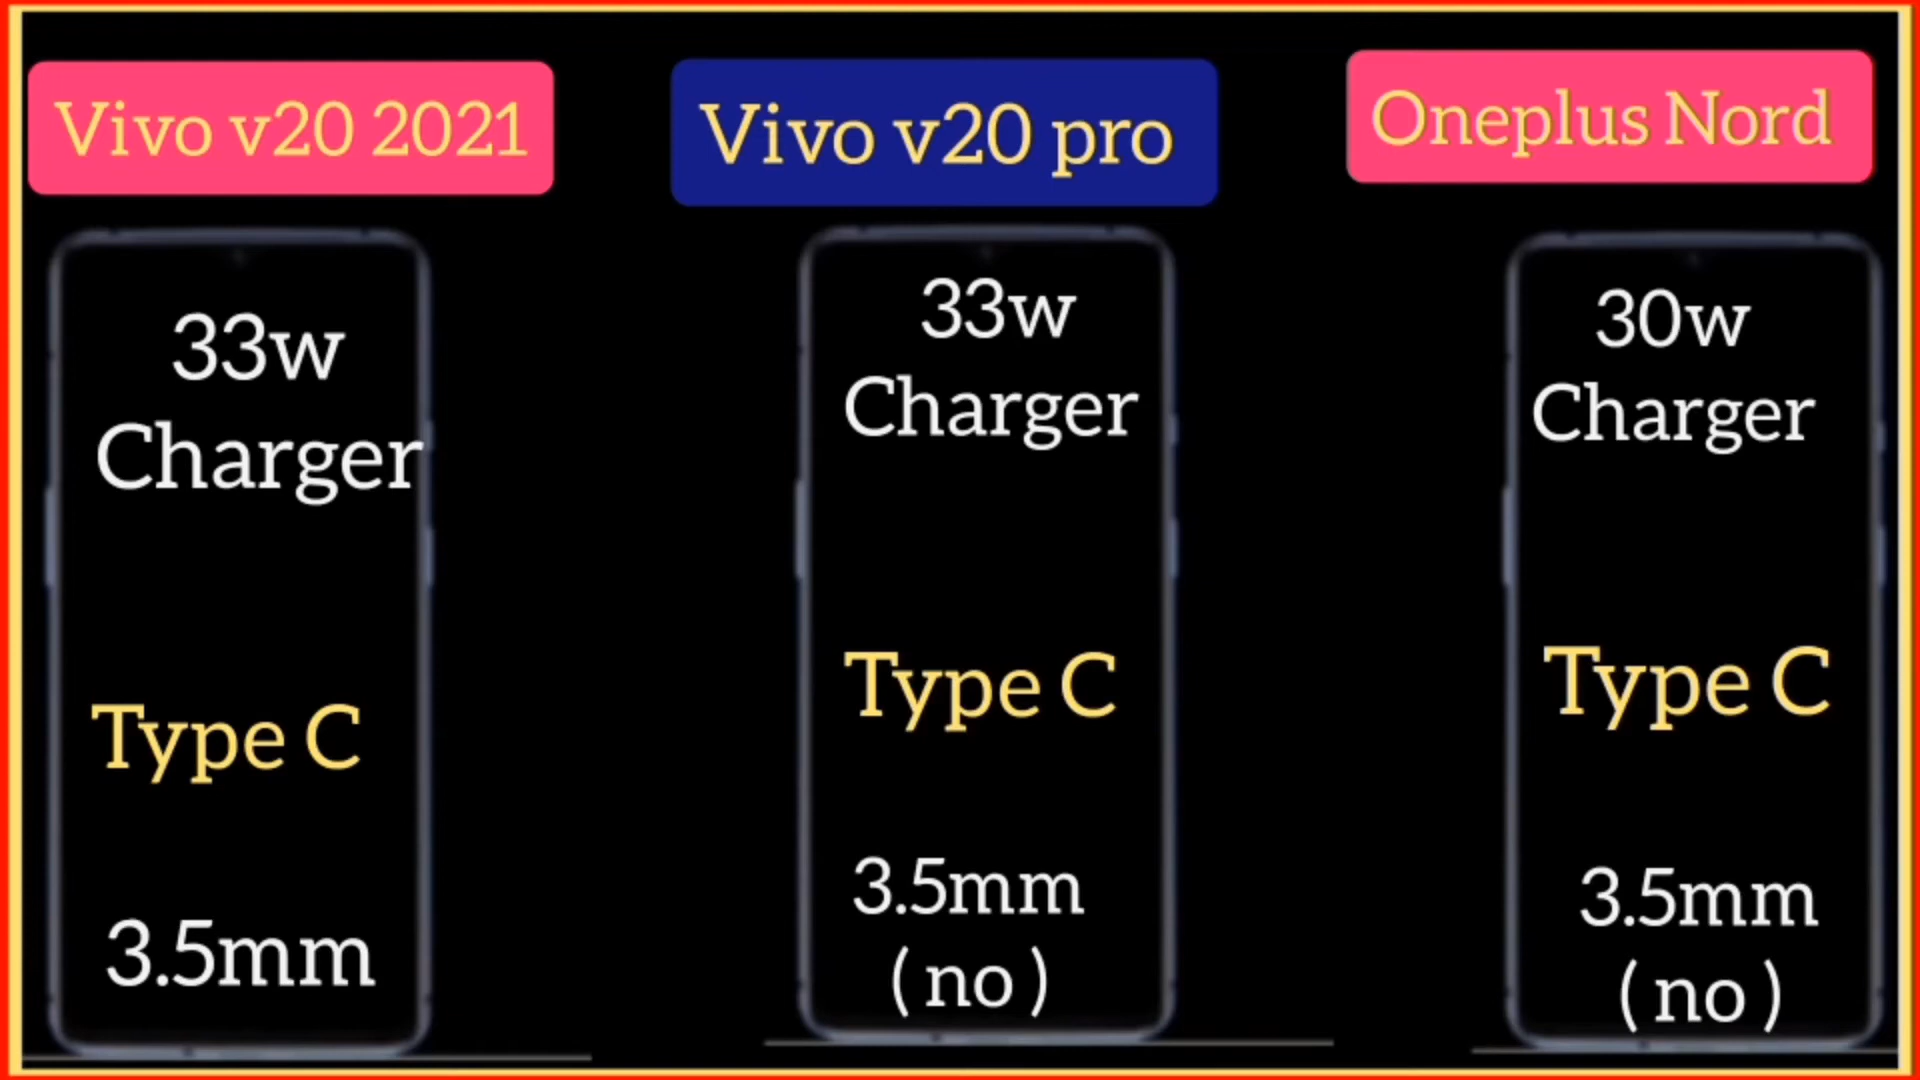 Vivo v20 2021
33w
Charger
Type C
3.5mm
Vivo v20 pro
33w
Charger
Type C
3.5mm
( no )
Oneplus Nord
30w
Charger
Type C
3.5mm
( no )